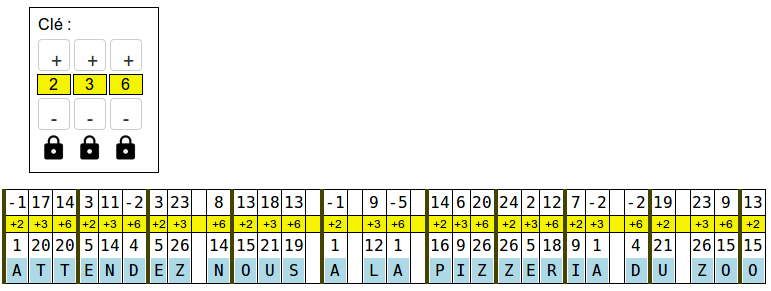 Clé :
+ + +
2 3 6
- - -
-1 17 14 3 11 -2 3 23 8 13 18 13 -1 9 -5 14 6 20 24 2 12 7 -2 -2 19 23 9 13
+2 +3 +6 +2 +3 +6 +2 +3 +6 +2 +3 +6 +2 +3 +6 +2 +3 +6 +2 +3 +6 +2 +3 +6 +2 +3 +6 +2
1 20 20 5 14 4 5 26 14 15 21 19 1 12 1 16 9 26 26 5 18 9 1 4 21 26 15 15
A T T E N D E Z N O U S A L A P I Z Z E R I A D U Z O O